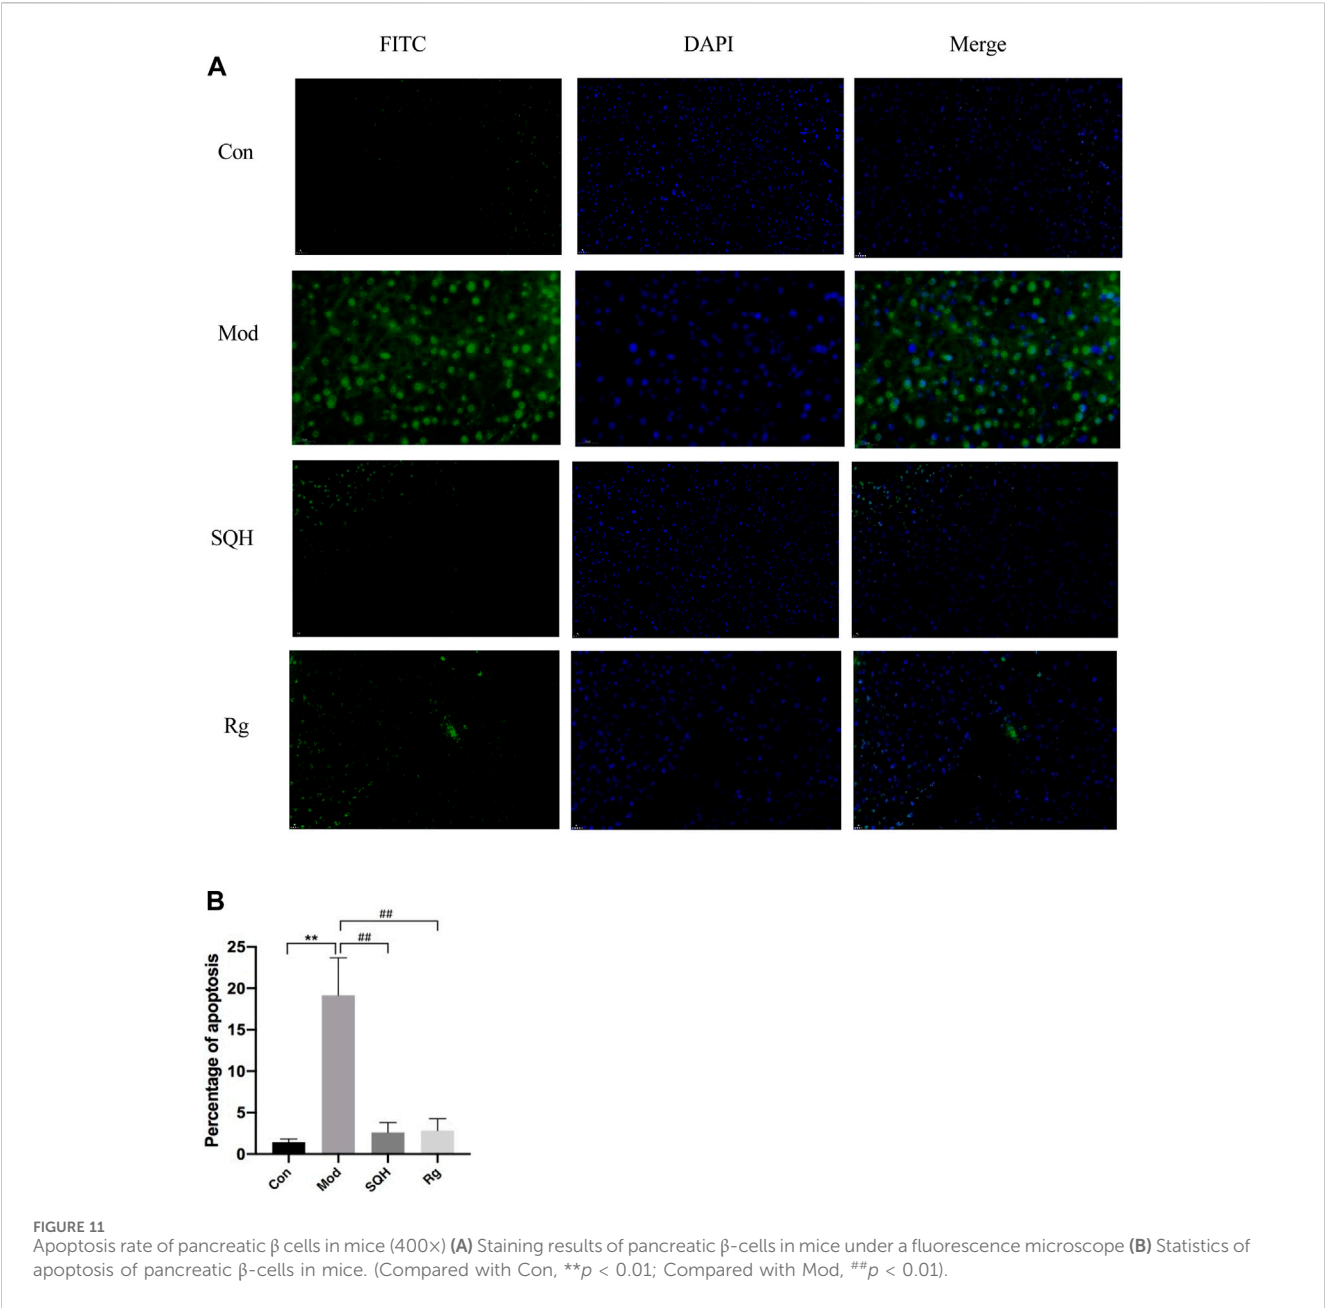 FITC DAPI Merge
A
Con
Mod
SQH
Rg
B
##
** ##
25
20
15
10
5
0
Percentage of apoptosis
Con Mod SQH Rg
FIGURE 11
Apoptosis rate of pancreatic β cells in mice (400×) (A) Staining results of pancreatic β-cells in mice under a fluorescence microscope (B) Statistics of
apoptosis of pancreatic β-cells in mice. (Compared with Con, **p < 0.01; Compared with Mod, ##p < 0.01).